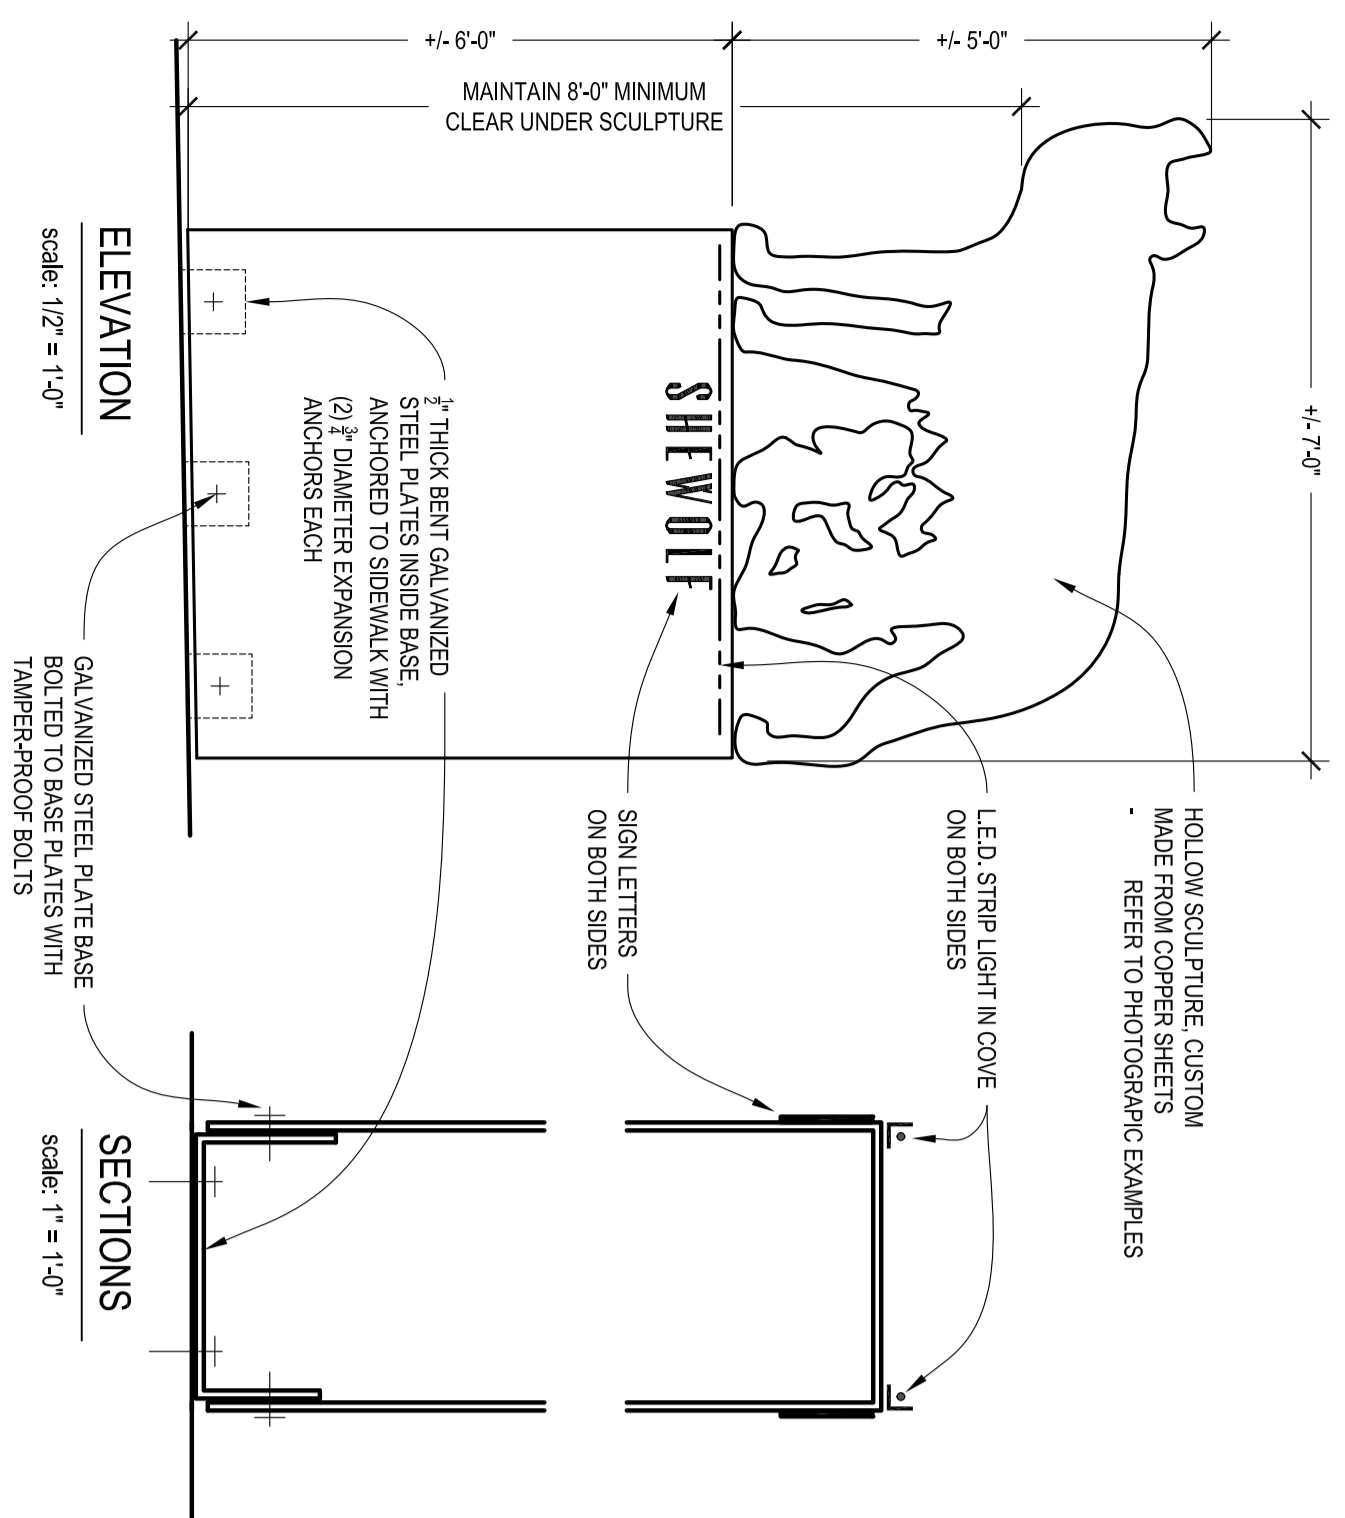 +/- 7'-0"
+/- 5'-0"
+/- 6'-0"
MAINTAIN 8'-0" MINIMUM
CLEAR UNDER SCULPTURE
HOLLOW SCULPTURE, CUSTOM
MADE FROM COPPER SHEETS
- REFER TO PHOTOGRAPIC EXAMPLES
L.E.D. STRIP LIGHT IN COVE
ON BOTH SIDES
SHEWOLF
SIGN LETTERS
ON BOTH SIDES
1/2" THICK BENT GALVANIZED
STEEL PLATES INSIDE BASE,
ANCHORED TO SIDEWALK WITH
(2) 3/4" DIAMETER EXPANSION
ANCHORS EACH
GALVANIZED STEEL PLATE BASE
BOLTED TO BASE PLATES WITH
TAMPER-PROOF BOLTS
ELEVATION
scale: 1/2" = 1'-0"
SECTIONS
scale: 1" = 1'-0"